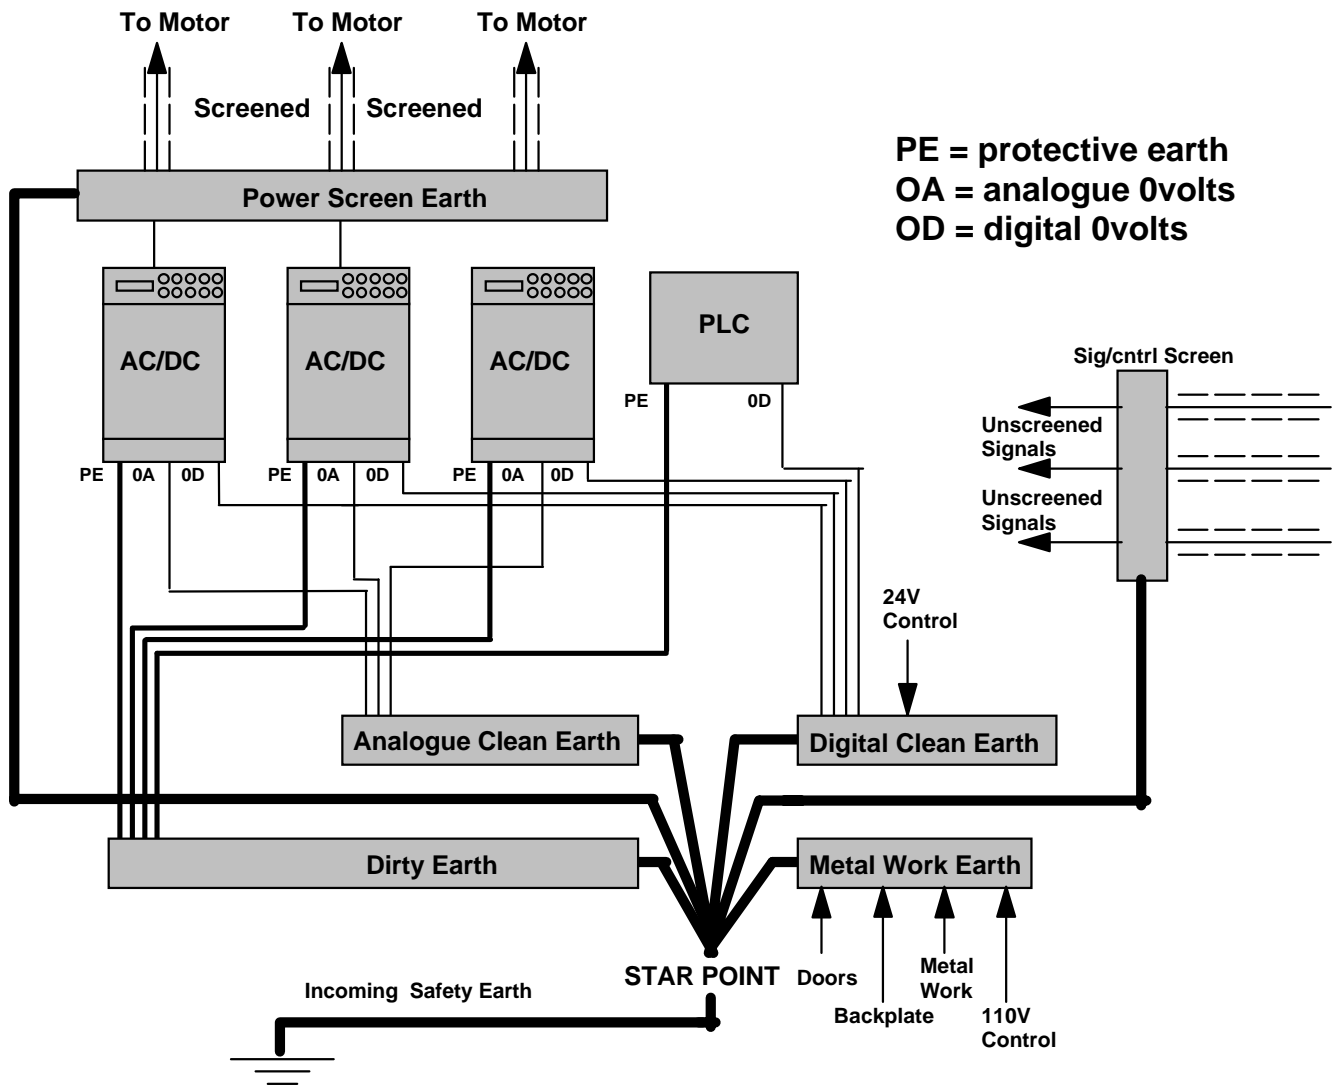 To Motor To Motor To Motor
Screened Screened
PE = protective earth
OA = analogue 0volts
OD = digital 0volts
Power Screen Earth
AC/DC AC/DC AC/DC
PLC
PE 0D
Sig/cntrl Screen
Unscreened
Signals
Unscreened
Signals
PE 0A 0D PE 0A 0D PE 0A 0D
24V
Control
Analogue Clean Earth
Digital Clean Earth
Dirty Earth
Metal Work Earth
STAR POINT
Doors
Metal
Work
Backplate
110V
Control
Incoming Safety Earth